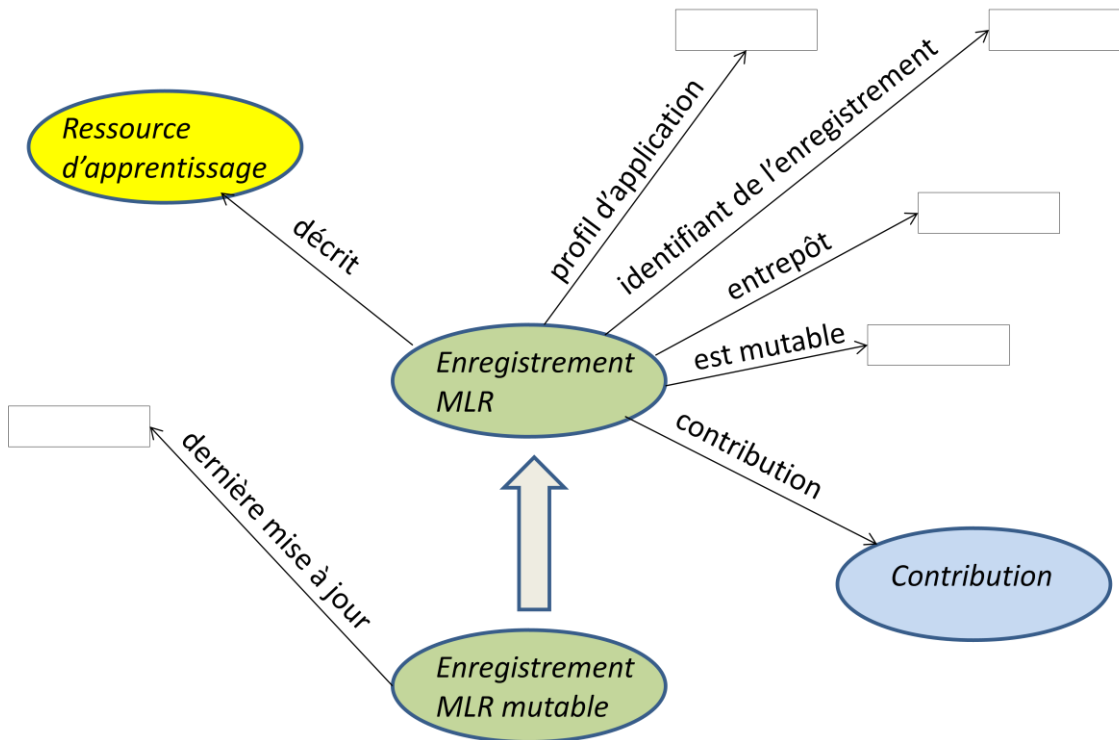 Ressource
d'apprentissage
décrit
profil d'application
identifiant de l'enregistrement
entrepôt
est mutable
Enregistrement
MLR
contribution
Contribution
dernière mise à jour
Enregistrement
MLR mutable